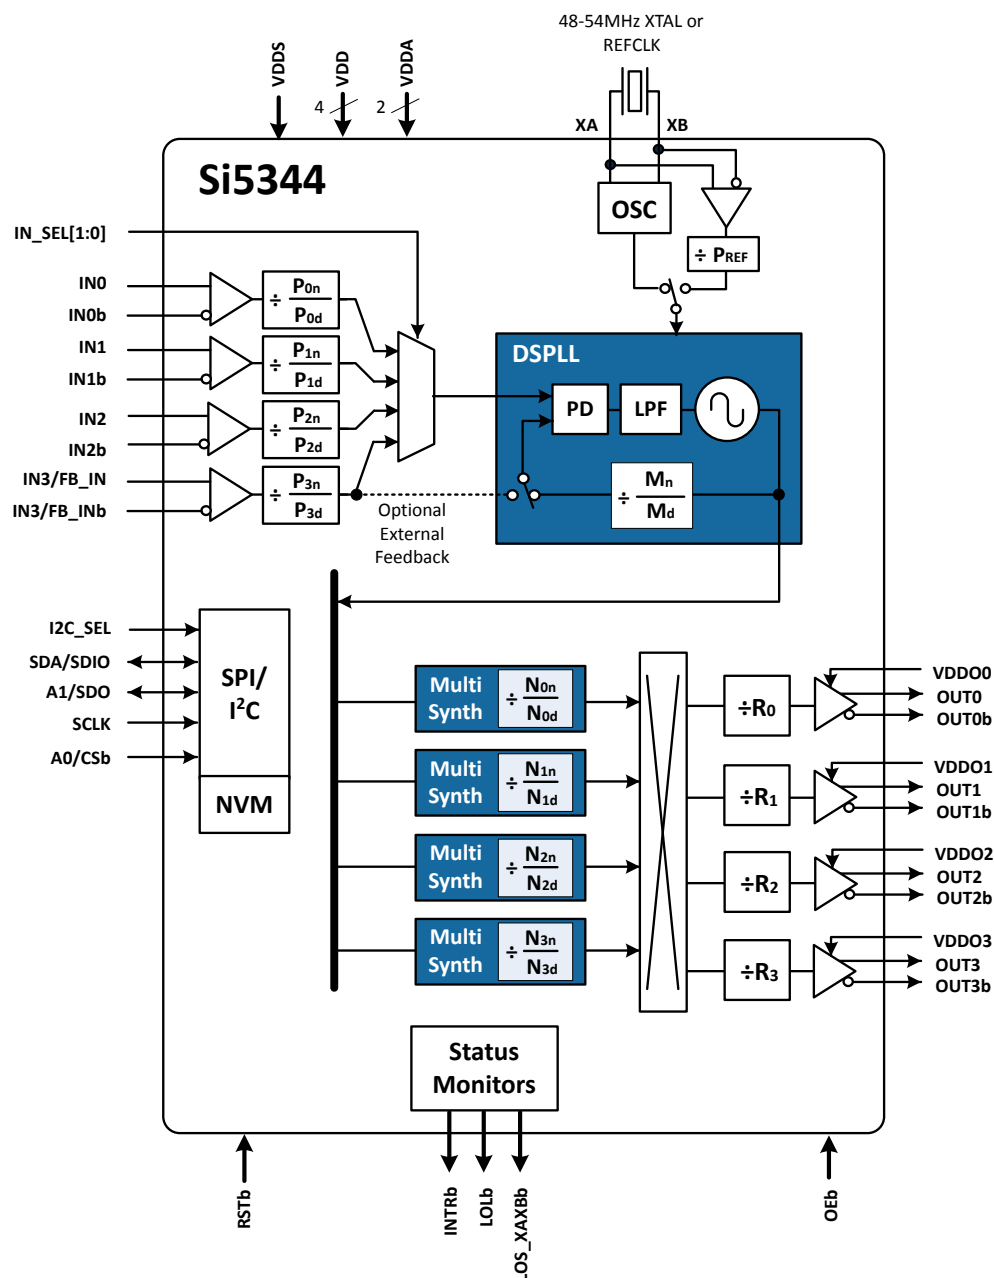 48-54MHz XTAL or
REFCLK
VDDS
VDD
VDDA
4
2
XA
XB
Si5344
OSC
÷ PREF
IN_SEL[1:0]
IN0
IN0b
÷ P0n
P0d
IN1
IN1b
÷ P1n
P1d
IN2
IN2b
÷ P2n
P2d
IN3/FB_IN
IN3/FB_INb
÷ P3n
P3d
DSPLL
PD
LPF
÷ Mn
Md
Optional
External
Feedback
I2C_SEL
SDA/SDIO
A1/SDO
SCLK
A0/CSb
SPI/
I²C
NVM
Multi
Synth
÷ N0n
N0d
÷R0
VDDO0
OUT0
OUT0b
Multi
Synth
÷ N1n
N1d
÷R1
VDDO1
OUT1
OUT1b
Multi
Synth
÷ N2n
N2d
÷R2
VDDO2
OUT2
OUT2b
Multi
Synth
÷ N3n
N3d
÷R3
VDDO3
OUT3
OUT3b
Status
Monitors
RSTb
INTRb
LOLb
LOS_XAXBb
OEb